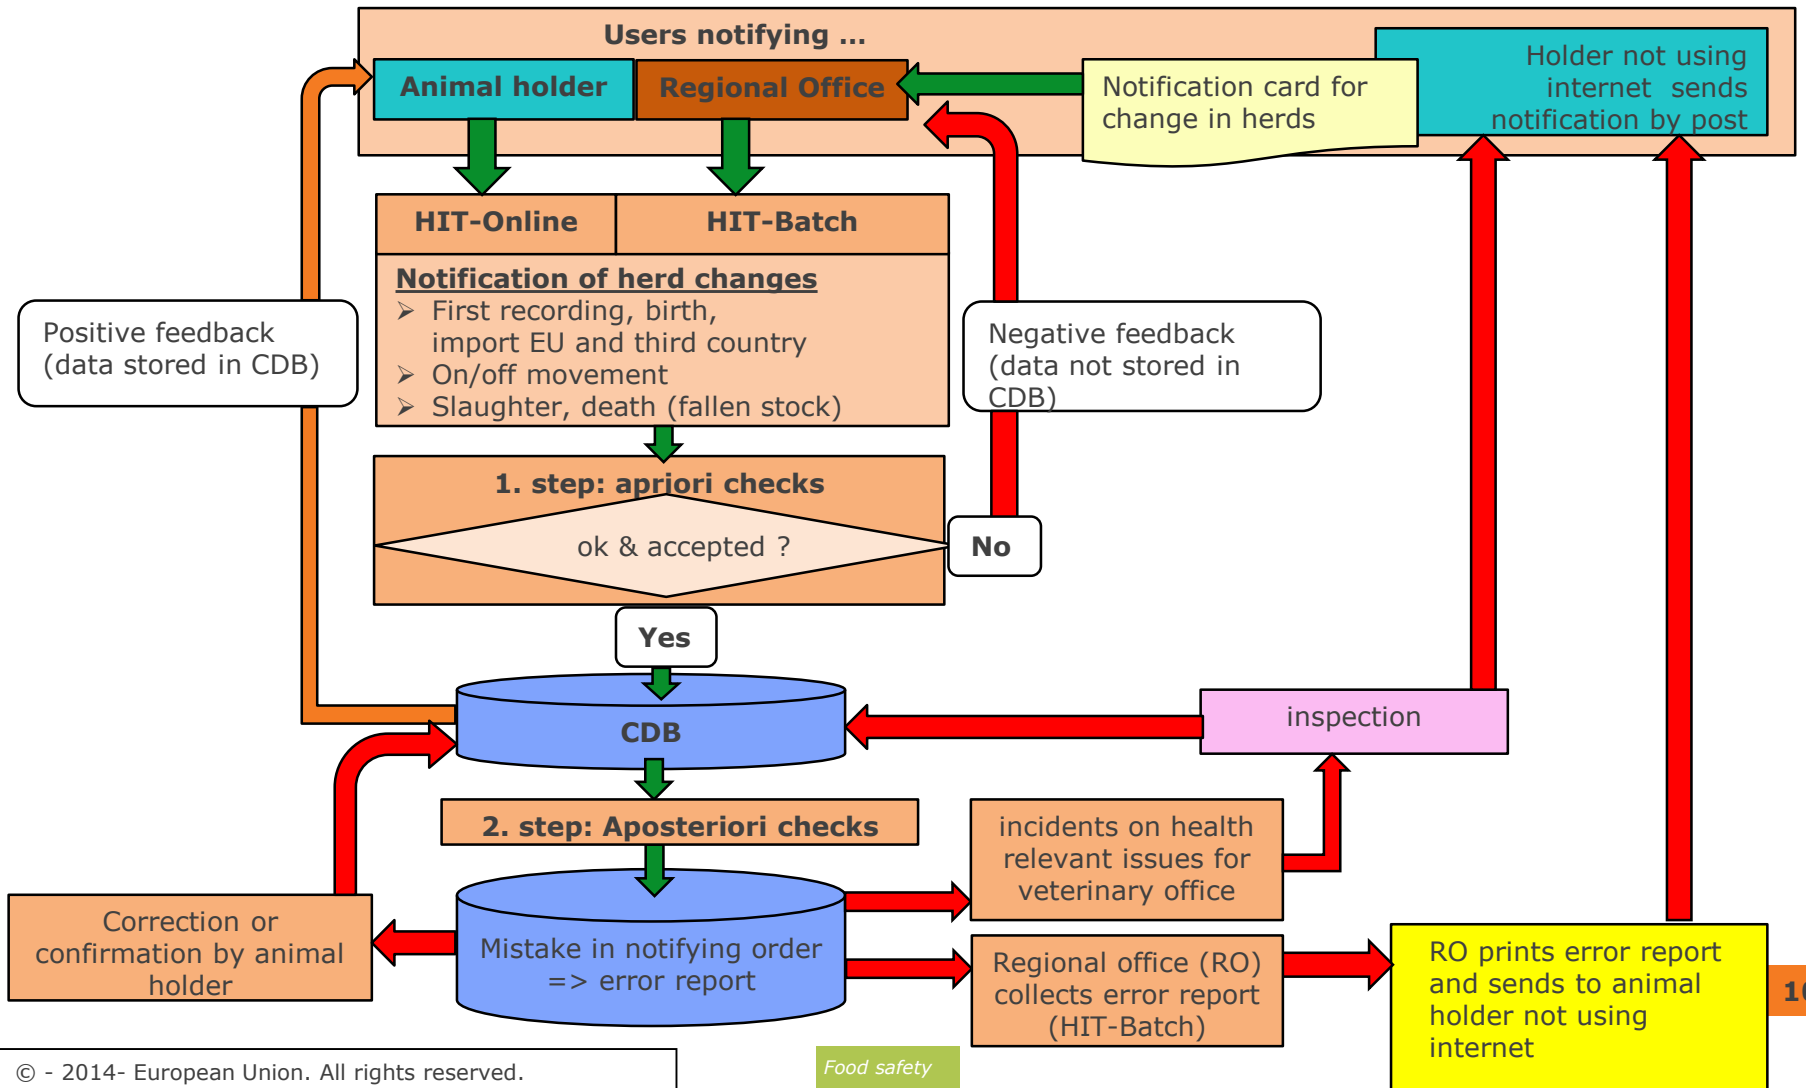 Users notifying ...
Animal holder
Regional Office
Notification card for
change in herds
Holder not using
internet sends
notification by post
HIT-Online
HIT-Batch
Notification of herd changes
➢ First recording, birth,
import EU and third country
➢ On/off movement
➢ Slaughter, death (fallen stock)
Positive feedback
(data stored in CDB)
Negative feedback
(data not stored in
CDB)
1. step: apriori checks
ok & accepted ?
No
Yes
CDB
inspection
2. step: Aposteriori checks
incidents on health
relevant issues for
veterinary office
Correction or
confirmation by animal
holder
Mistake in notifying order
=> error report
Regional office (RO)
collects error report
(HIT-Batch)
RO prints error report
and sends to animal
holder not using
internet
© - 2014- European Union. All rights reserved.
Food safety